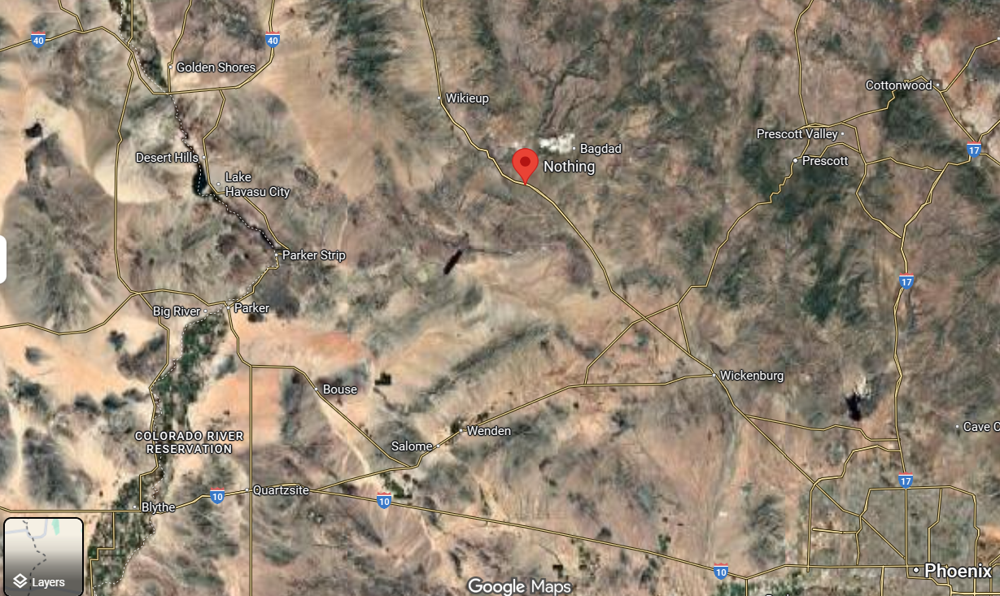 40
40
Golden Shores
Cottonwood
Wikieup
Prescott Valley
Bagdad
17
Desert Hills
Prescott
Nothing
Lake
Havasu City
Parker Strip
17
Big River
Parker
Wickenburg
Bouse
Cave C
Wenden
COLORADO RIVER
RESERVATION
Salome
17
Quartzsite
10
10
Blythe
10
Phoenix
Layers
Google Maps